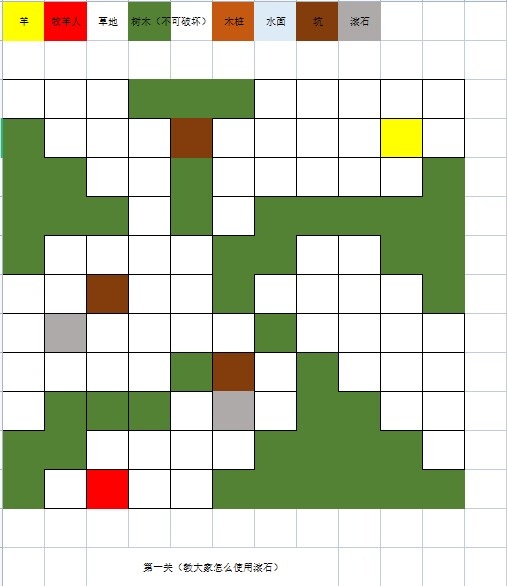 羊 牧羊人 草地 树木（不可破坏） 木桩 水面 坑 滚石
第一关（教大家怎么使用滚石）